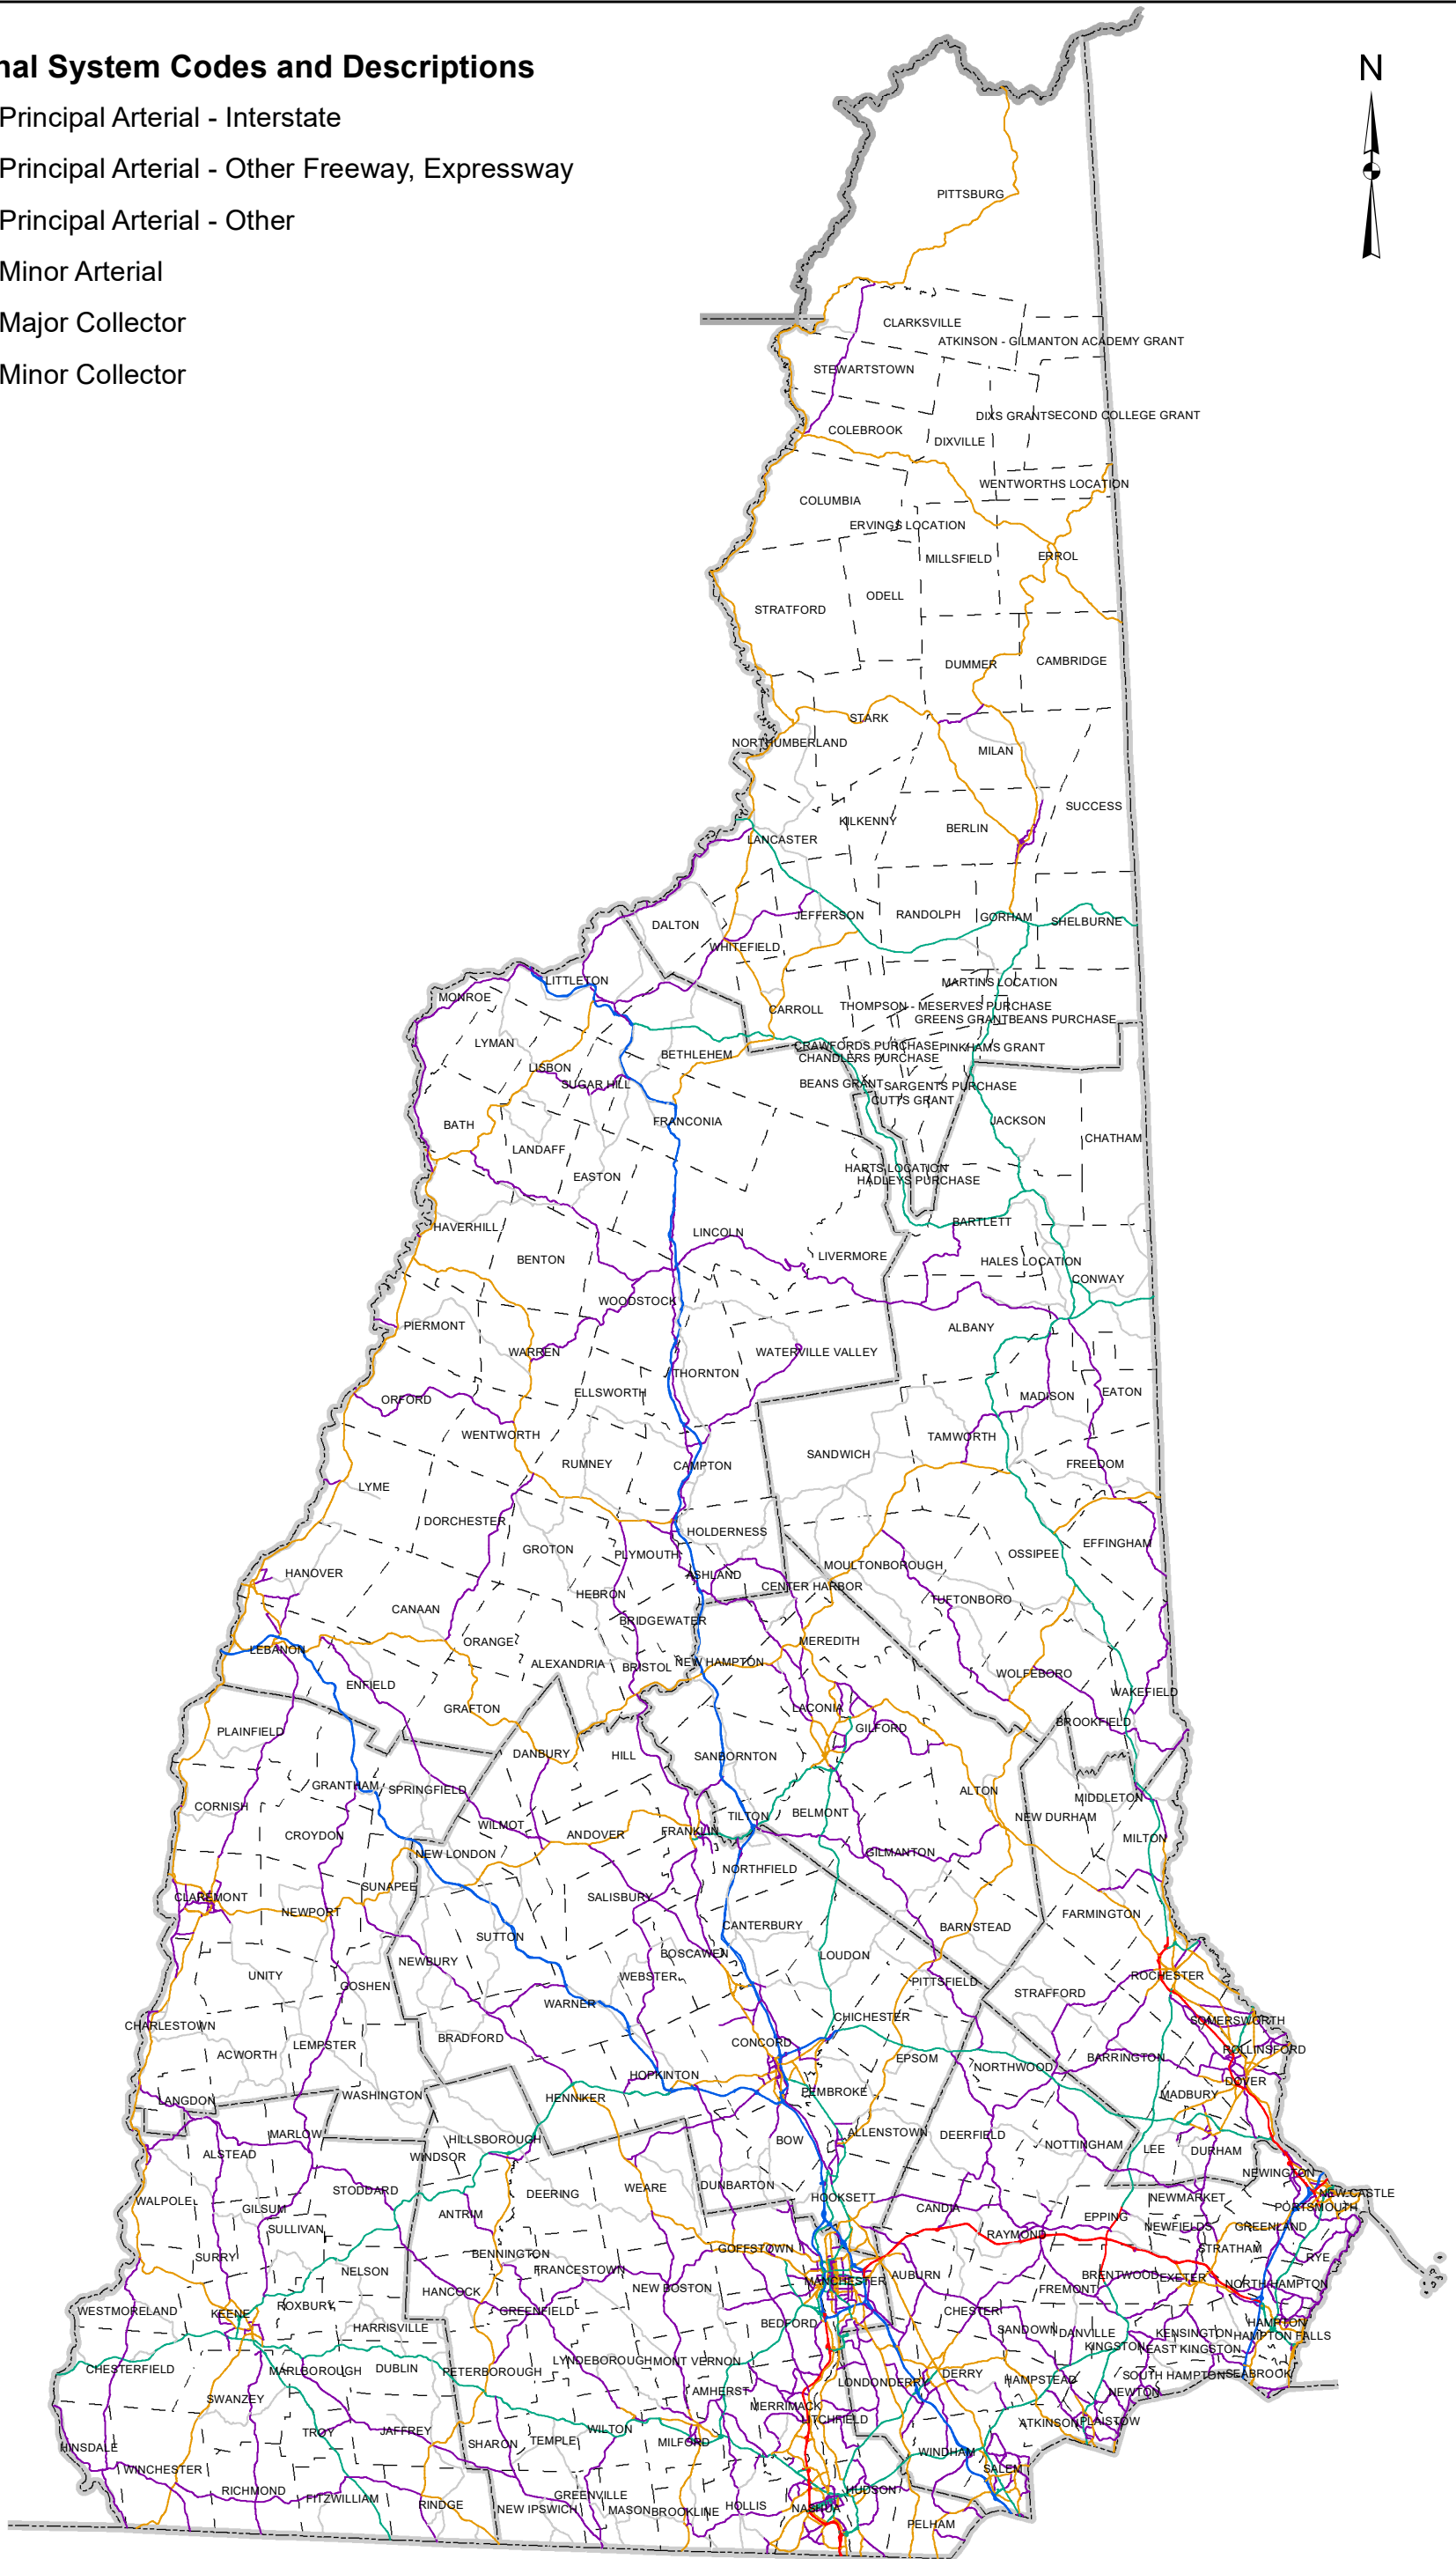 nal System Codes and Descriptions
N
Principal Arterial - Interstate
Principal Arterial - Other Freeway, Expressway
Principal Arterial - Other
Minor Arterial
Major Collector
Minor Collector
PITTSBURG
CLARKSVILLE
ATKINSON - GILMANTON ACADEMY GRANT
STEWARTSTOWN
DIXS GRANT
SECOND COLLEGE GRANT
COLEBROOK
DIXVILLE
WENTWORTHS LOCATION
COLUMBIA
ERVINGS LOCATION
MILLSFIELD
ERROL
ODELL
STRATFORD
DUMMER
CAMBRIDGE
STARK
NORTHUMBERLAND
MILAN
SUCCESS
KILKENNY
BERLIN
LANCASTER
JEFFERSON
RANDOLPH
GORHAM
SHELBURNE
DALTON
WHITEFIELD
LITTLETON
MARTINS LOCATION
MONROE
CARROLL
THOMPSON - MESERVES PURCHASE
GREENS GRANT
BEANS PURCHASE
LYMAN
CRAWFORDS PURCHASE
PINKHAMS GRANT
BETHLEHEM
CHANDLERS PURCHASE
LISBON
SUGAR HILL
BEANS GRANT
SARGENTS PURCHASE
CUTTS GRANT
BATH
FRANCONIA
JACKSON
CHATHAM
LANDAFF
EASTON
HARTS LOCATION
HADLEYS PURCHASE
HAVERHILL
LINCOLN
BARTLETT
BENTON
LIVERMORE
HALES LOCATION
CONWAY
WOODSTOCK
PIERMONT
ALBANY
WARREN
WATERVILLE VALLEY
THORNTON
ORFORD
ELLSWORTH
MADISON
EATON
WENTWORTH
TAMWORTH
RUMNEY
CAMPTON
SANDWICH
FREEDOM
LYME
DORCHESTER
HOLDERNESS
GROTON
PLYMOUTH
OSSIPEE
EFFINGHAM
HANOVER
ASHLAND
MOULTONBOROUGH
CENTER HARBOR
HEBRON
TUFTONBORO
CANAAN
BRIDGEWATER
ORANGE
MEREDITH
LEBANON
ALEXANDRIA
BRISTOL
NEW HAMPTON
WOLFEBORO
ENFIELD
WAKEFIELD
GRAFTON
LACONIA
BROOKFIELD
PLAINFIELD
GILFORD
DANBURY
HILL
SANBORNTON
GRANTHAM
SPRINGFIELD
ALTON
MIDDLETON
CORNISH
TILTON
BELMONT
NEW DURHAM
CROYDON
WILMOT
ANDOVER
FRANKLIN
MILTON
NEW LONDON
GILMANTON
NORTHFIELD
SUNAPEE
CLAREMONT
SALISBURY
NEWPORT
FARMINGTON
SUTTON
CANTERBURY
BARNSTEAD
BOSCAWEN
LOUDON
NEWBURY
UNITY
WEBSTER
ROCHESTER
GOSHEN
PITTSFIELD
STRAFFORD
WARNER
CHICHESTER
SOMERSWORTH
CHARLESTOWN
BRADFORD
CONCORD
LEMPSTER
ROLLINSFORD
ACWORTH
EPSOM
BARRINGTON
NORTHWOOD
HOPKINTON
DOVER
PEMBROKE
WASHINGTON
HENNIKER
MADBURY
LANGDON
MARLOW
ALLENSTOWN
DEERFIELD
HILLSBOROUGH
BOW
NOTTINGHAM
LEE
DURHAM
ALSTEAD
WINDSOR
NEWINGTON
STODDARD
DEERING
WEARE
DUNBARTON
NEW CASTLE
HOOKSETT
NEWMARKET
WALPOLE
GILSUM
CANDIA
PORTSMOUTH
ANTRIM
EPPING
SULLIVAN
NEWFIELDS
GREENLAND
RAYMOND
GOFFSTOWN
STRATHAM
BENNINGTON
SURRY
RYE
FRANCESTOWN
NELSON
AUBURN
BRENTWOOD
EXETER
MANCHESTER
NORTH HAMPTON
NEW BOSTON
FREMONT
HANCOCK
ROXBURY
WESTMORELAND
GREENFIELD
CHESTER
KEENE
BEDFORD
HAMPTON
HARRISVILLE
SANDOWN
DANVILLE
KENSINGTON
HAMPTON FALLS
KINGSTON
EAST KINGSTON
LYNDEBOROUGH
MONT VERNON
CHESTERFIELD
MARLBOROUGH
DUBLIN
PETERBOROUGH
DERRY
SOUTH HAMPTON
SEABROOK
LONDONDERRY
HAMPSTEAD
AMHERST
NEWTON
SWANZEY
MERRIMACK
LITCHFIELD
ATKINSON
PLAISTOW
TROY
JAFFREY
WILTON
TEMPLE
SHARON
MILFORD
HINSDALE
WINDHAM
WINCHESTER
SALEM
RICHMOND
HUDSON
GREENVILLE
FITZWILLIAM
RINDGE
HOLLIS
NASHUA
NEW IPSWICH
MASON
BROOKLINE
PELHAM